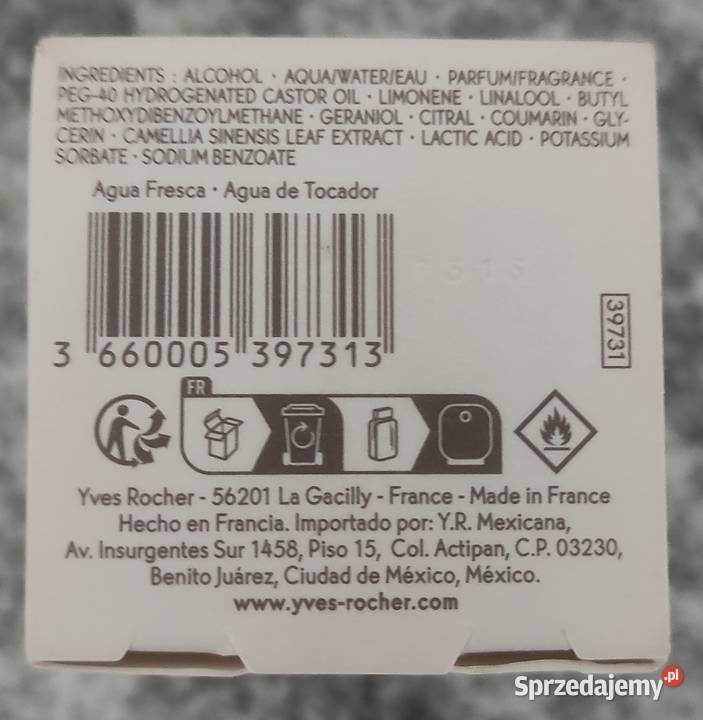 INGREDIENTS : ALCOHOL · AQUA/WATER/EAU · PARFUM/FRAGRANCE ·
PEG-40 HYDROGENATED CASTOR OIL · LIMONENE · LINALOOL · BUTYL
METHOXYDIBENZOYLMETHANE · GERANIOL · CITRAL · COUMARIN · GLY-
CERIN · CAMELLIA SINENSIS LEAF EXTRACT · LACTIC ACID · POTASSIUM
SORBATE · SODIUM BENZOATE
Agua Fresca · Agua de Tocador
3 660005 397313
39731
FR
Yves Rocher - 56201 La Gacilly - France - Made in France
Hecho en Francia. Importado por: Y.R. Mexicana,
Av. Insurgentes Sur 1458, Piso 15, Col. Actipan, C.P. 03230,
Benito Juárez, Ciudad de México, México.
www.yves-rocher.com
Sprzedajemy.pl